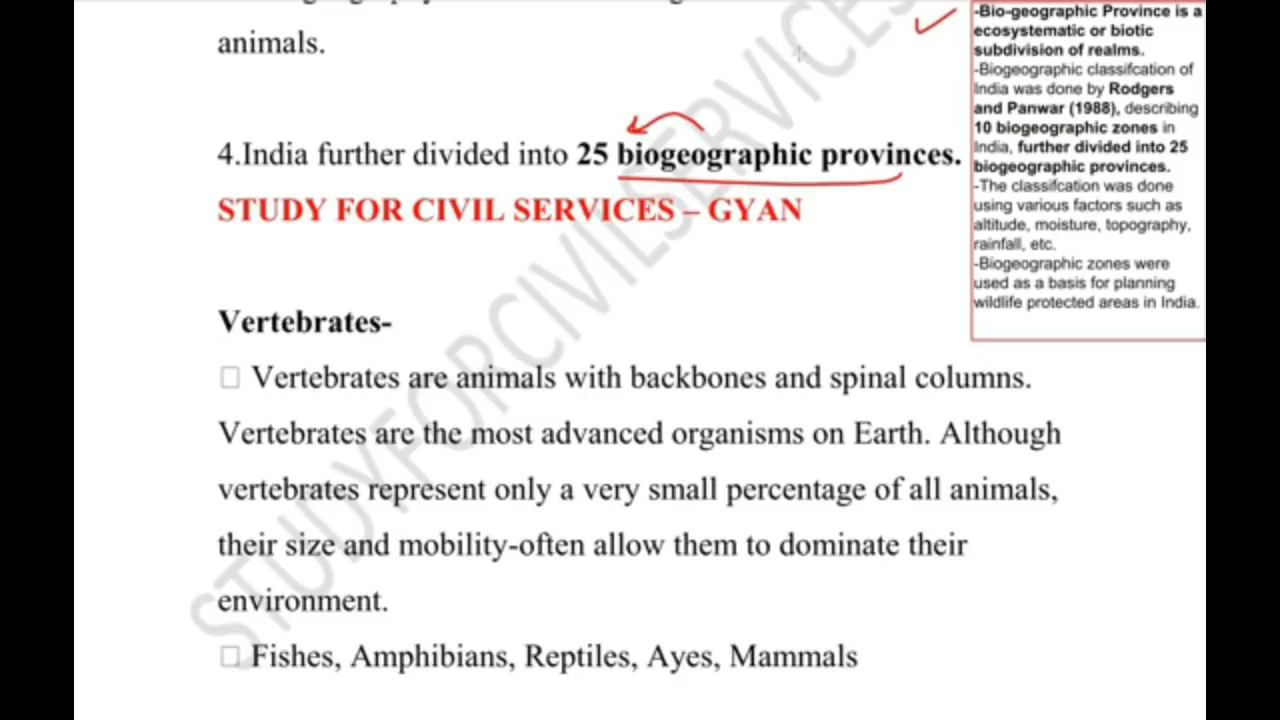 animals.
4.India further divided into 25 biogeographic provinces.
STUDY FOR CIVIL SERVICES – GYAN
Vertebrates-
Vertebrates are animals with backbones and spinal columns.
Vertebrates are the most advanced organisms on Earth. Although
vertebrates represent only a very small percentage of all animals,
their size and mobility-often allow them to dominate their
environment.
Fishes, Amphibians, Reptiles, Ayes, Mammals
-Bio-geographic Province is a
ecosystematic or biotic
subdivision of realms.
-Biogeographic classifcation of
India was done by Rodgers
and Panwar (1988), describing
10 biogeographic zones in
India, further divided into 25
biogeographic provinces.
-The classifcation was done
using various factors such as
altitude, moisture, topography,
rainfall, etc.
-Biogeographic zones were
used as a basis for planning
wildlife protected areas in India.
STUDYFORCIVILSERVICES